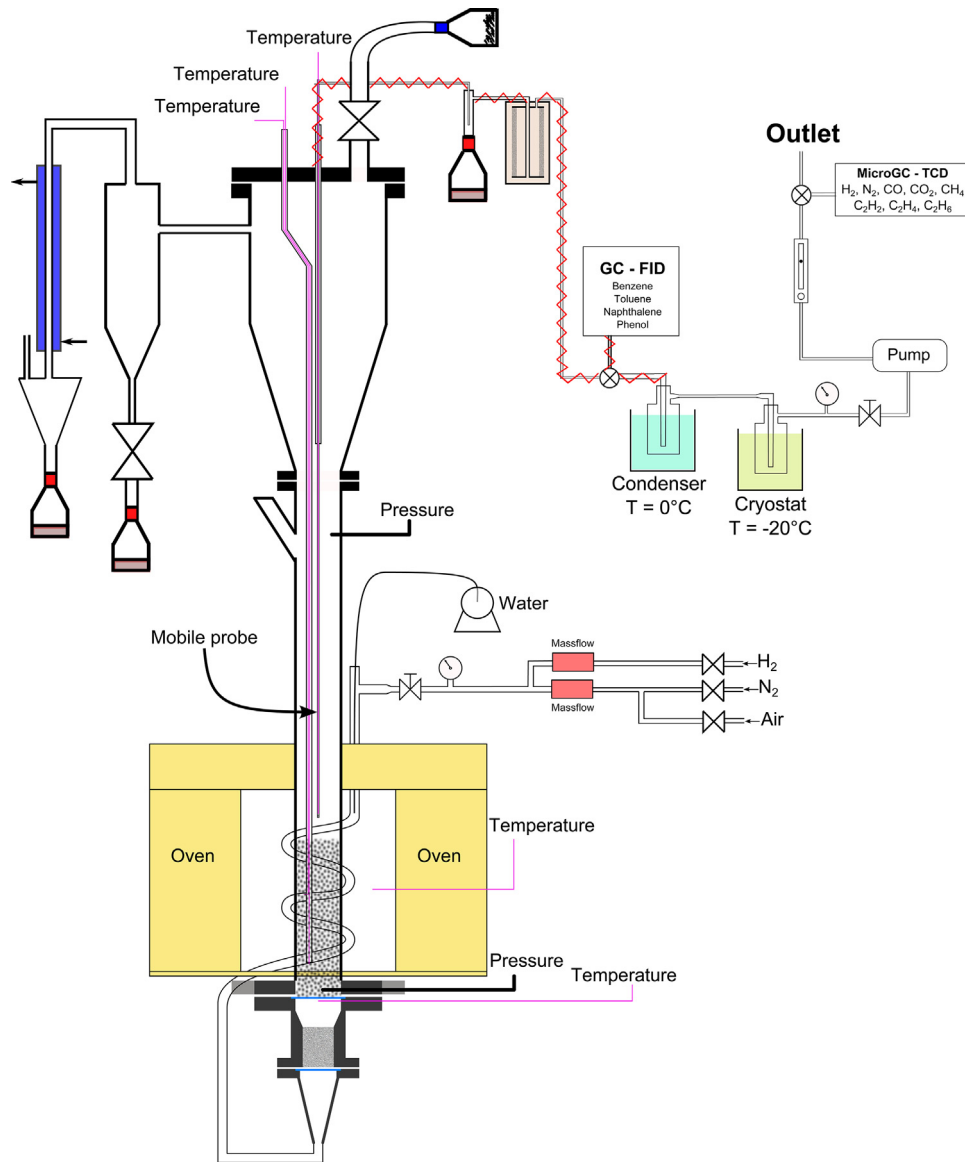 Temperature
Temperature
Temperature
Outlet
MicroGC - TCD
H₂, N₂, CO, CO₂, CH₄
C₂H₂, C₂H₄, C₂H₆
GC - FID
Benzene
Toluene
Naphthalene
Phenol
Pump
Condenser
T = 0°C
Cryostat
T = -20°C
Pressure
Water
Mobile probe
Massflow
H₂
N₂
Massflow
Air
Temperature
Oven
Oven
Pressure
Temperature